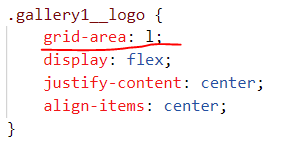 .gallery1__logo {
grid-area: l;
display: flex;
justify-content: center;
align-items: center;
}